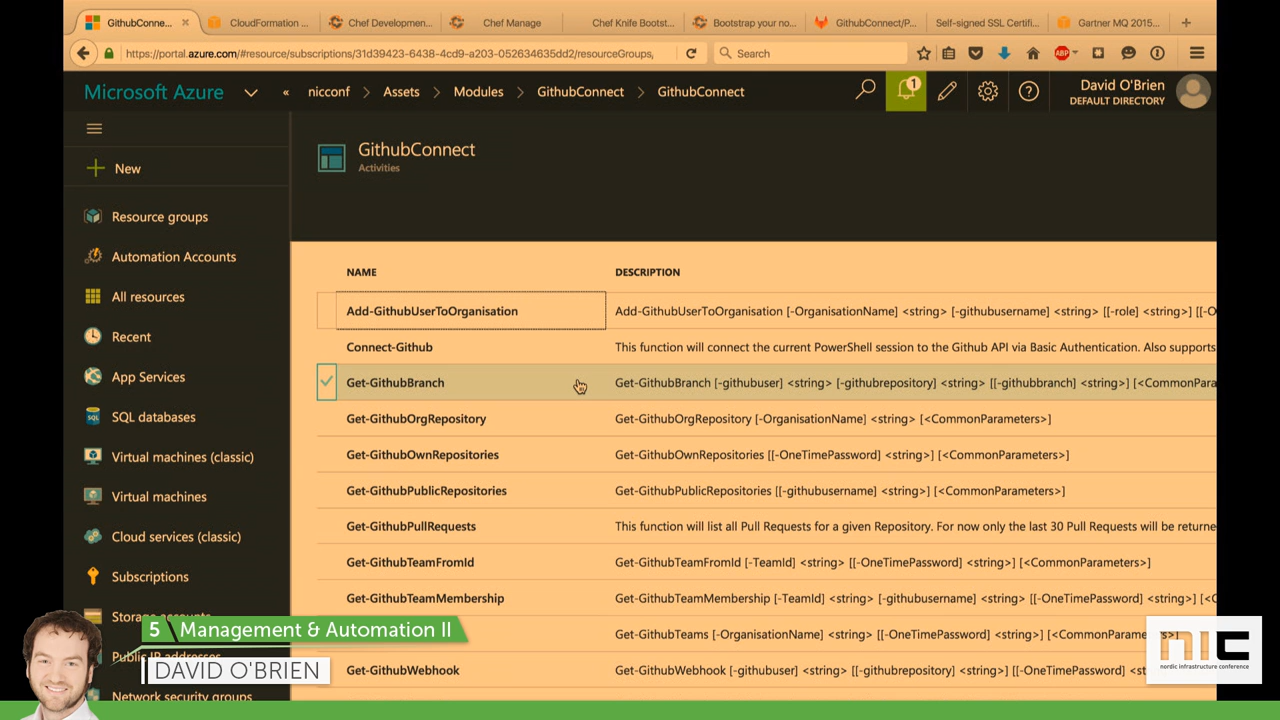 GithubConne...
CloudFormation ...
Chef Developmen...
Chef Manage
Chef Knife Bootst...
Bootstrap your no...
GithubConnect/P...
Self-signed SSL Certifi...
Gartner MQ 2015...
https://portal.azure.com/#resource/subscriptions/31d39423-6438-4cd9-a203-052634635dd2/resourceGroups,
Search
ABP
Microsoft Azure
« nicconf > Assets > Modules > GithubConnect > GithubConnect
1
David O'Brien
DEFAULT DIRECTORY
New
Resource groups
Automation Accounts
All resources
Recent
App Services
SQL databases
Virtual machines (classic)
Virtual machines
Cloud services (classic)
Subscriptions
Storage accounts
Public IP addresses
Network security groups
GithubConnect
Activities
NAME DESCRIPTION
Add-GithubUserToOrganisation Add-GithubUserToOrganisation [-OrganisationName] <string> [-githubusername] <string> [[-role] <string>] [[-O
Connect-Github This function will connect the current PowerShell session to the Github API via Basic Authentication. Also supports
Get-GithubBranch Get-GithubBranch [-githubuser] <string> [-githubrepository] <string> [[-githubbranch] <string>] [<CommonPara
Get-GithubOrgRepository Get-GithubOrgRepository [-OrganisationName] <string> [<CommonParameters>]
Get-GithubOwnRepositories Get-GithubOwnRepositories [[-OneTimePassword] <string>] [<CommonParameters>]
Get-GithubPublicRepositories Get-GithubPublicRepositories [[-githubusername] <string>] [<CommonParameters>]
Get-GithubPullRequests This function will list all Pull Requests for a given Repository. For now only the last 30 Pull Requests will be returne
Get-GithubTeamFromId Get-GithubTeamFromId [-TeamId] <string> [[-OneTimePassword] <string>] [<CommonParameters>]
Get-GithubTeamMembership Get-GithubTeamMembership [-TeamId] <string> [-githubusername] <string> [[-OneTimePassword] <string>] [<C
Get-GithubTeams [-OrganisationName] <string> [[-OneTimePassword] <string>] [<CommonParameters>]
Get-GithubWebhook Get-GithubWebhook [-githubuser] <string> [-githubrepository] <string> [[-OneTimePassword] <st
5 Management & Automation II
DAVID O'BRIEN
NIC
nordic infrastructure conference